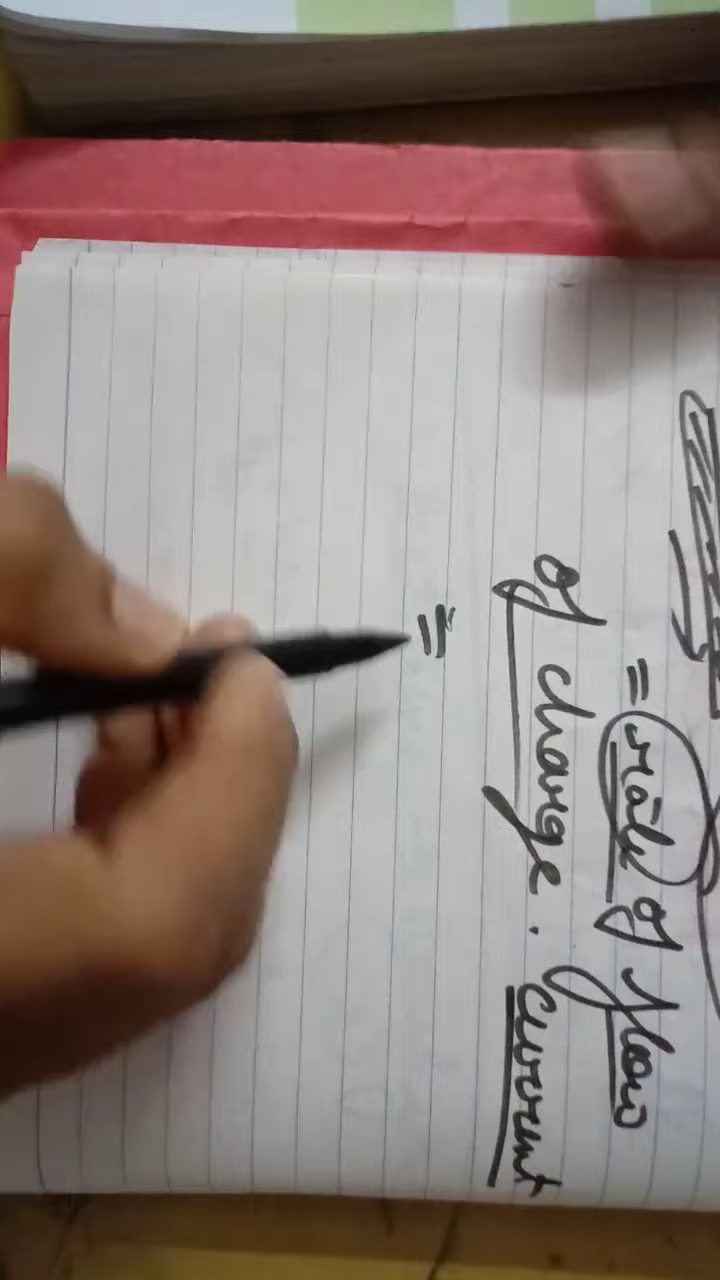 = rate of flow
of charge. current
=